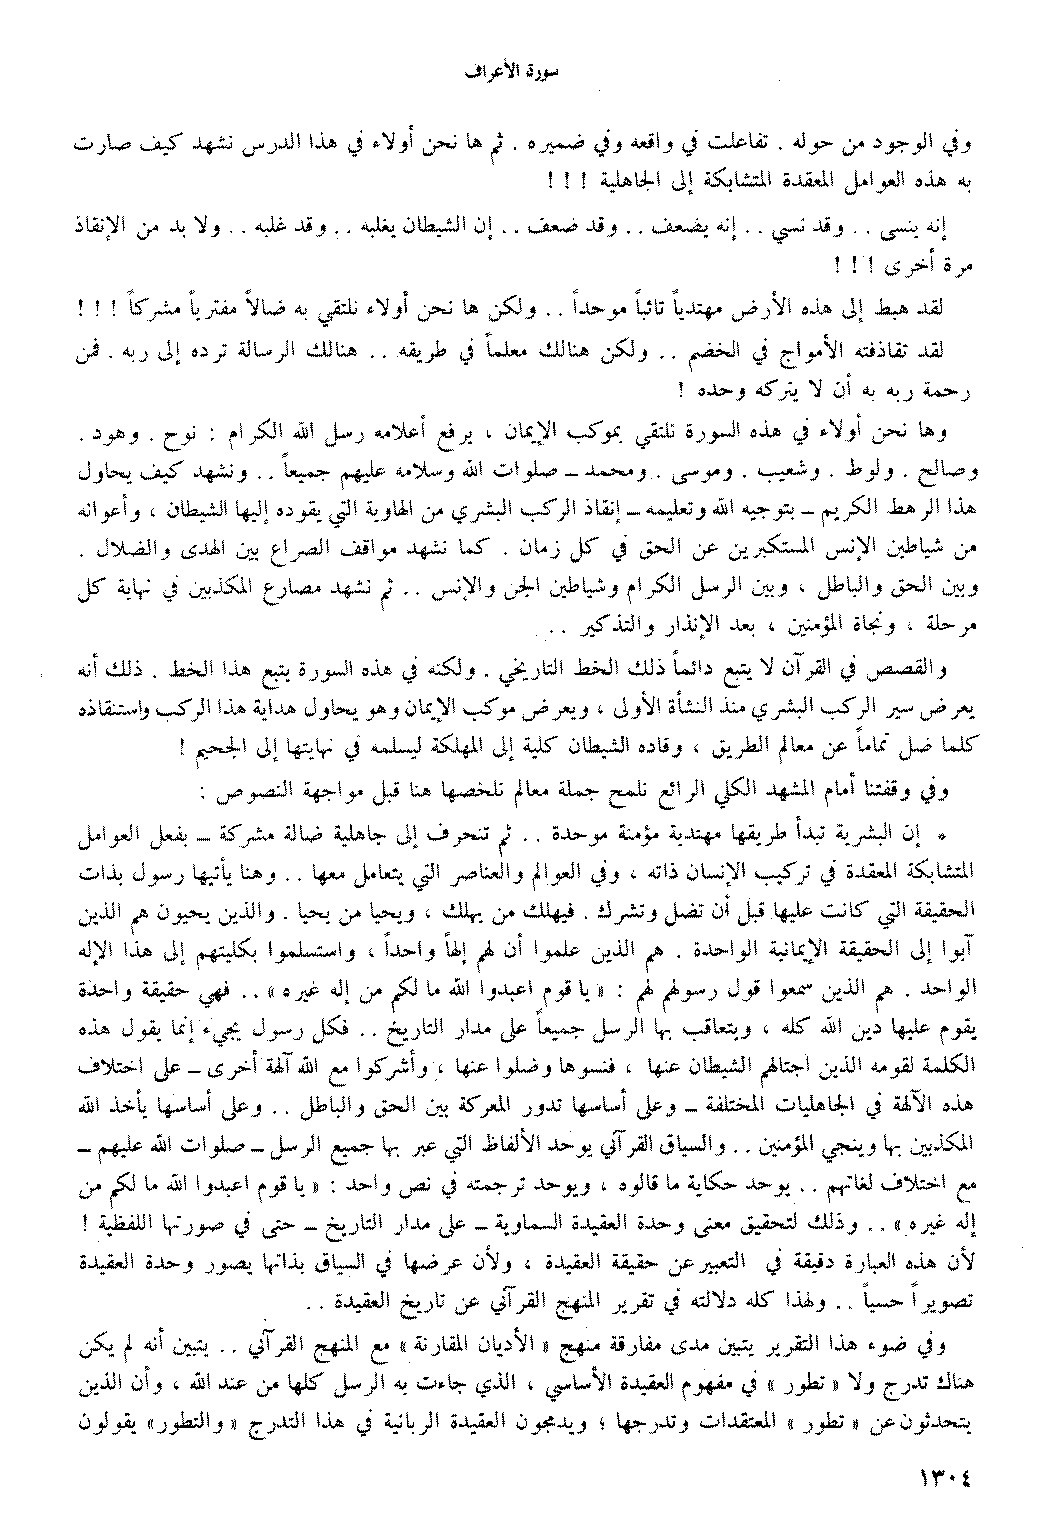 سورة الأعراف
وفي الوجود من حوله . تفاعلت في واقعه وفي ضميره . ثم ها نحن أولاء في هذا الدرس نشهد كيف صارت
به هذه العوامل المعقدة المتشابكة إلى الجاهلية ! ! !
إنه ينسى .. وقد نسي .. إنه يضعف .. وقد ضعف .. إن الشيطان يغلبه .. وقد غلبه .. ولا بد من الإنقاذ
مرة أخرى ! ! !
لقد هبط إلى هذه الأرض مهتدياً تائباً موحداً .. ولكن ها نحن أولاء نلتقي به ضالاً مفترياً مشركاً ! ! !
لقد تقاذفته الأمواج في الخضم .. ولكن هنالك معلماً في طريقه .. هنالك الرسالة ترده إلى ربه . فمن
رحمة ربه به أن لا يتركه وحده !
وها نحن أولاء في هذه السورة نلتقي بموكب الإيمان ، يرفع أعلامه رسل الله الكرام : نوح . وهود .
وصالح . ولوط . وشعيب . وموسى . ومحمد – صلوات الله وسلامه عليهم جميعاً .. ونشهد كيف يحاول
هذا الرهط الكريم – بتوجيه الله وتعليمه – إنقاذ الركب البشري من الهاوية التي يقوده إليها الشيطان ، وأعوانه
من شياطين الإنس المستكبرين عن الحق في كل زمان . كما نشهد مواقف الصراع بين الهدى والضلال .
وبين الحق والباطل ، وبين الرسل الكرام وشياطين الجن والإنس .. ثم نشهد مصارع المكذبين في نهاية كل
مرحلة ، ونجاة المؤمنين ، بعد الإنذار والتذكير ..
والقصص في القرآن لا يتبع دائماً ذلك الخط التاريخي . ولكنه في هذه السورة يتبع هذا الخط . ذلك أنه
يعرض سير الركب البشري منذ النشأة الأولى ، ويعرض موكب الإيمان وهو يحاول هداية هذا الركب واستنقاذه
كلما ضل تماماً عن معالم الطريق ، وقاده الشيطان كلية إلى المهلكة ليسلمه في نهايتها إلى الجحيم !
وفي وقفتنا أمام المشهد الكلي الرائع نلمح جملة معالم نلخصها هنا قبل مواجهة النصوص :
* إن البشرية تبدأ طريقها مهتدية مؤمنة موحدة .. ثم تنحرف إلى جاهلية ضالة مشركة – بفعل العوامل
المتشابكة المعقدة في تركيب الإنسان ذاته ، وفي العوالم والعناصر التي يتعامل معها .. وهنا يأتيها رسول بذات
الحقيقة التي كانت عليها قبل أن تضل وتشرك . فيهلك من يهلك ، ويحيا من يحيا . والذين يحيون هم الذين
آبوا إلى الحقيقة الإيمانية الواحدة . هم الذين علموا أن لهم إلهاً واحداً ، واستسلموا بكليتهم إلى هذا الإله
الواحد . هم الذين سمعوا قول رسولهم لهم : « يا قوم اعبدوا الله ما لكم من إله غيره » .. فهي حقيقة واحدة
يقوم عليها دين الله كله ، ويتعاقب بها الرسل جميعاً على مدار التاريخ .. فكل رسول يجيء إنما يقول هذه
الكلمة لقومه الذين اجتالهم الشيطان عنها ، فنسوها وضلوا عنها ، وأشركوا مع الله آلهة أخرى – على اختلاف
هذه الآلهة في الجاهليات المختلفة – وعلى أساسها تدور المعركة بين الحق والباطل .. وعلى أساسها يأخذ الله
المكذبين بها وينجي المؤمنين .. والسياق القرآني يوحد الألفاظ التي عبر بها جميع الرسل – صلوات الله عليهم –
مع اختلاف لغاتهم .. يوحد حكاية ما قالوه ، ويوحد ترجمته في نص واحد : « يا قوم اعبدوا الله ما لكم من
إله غيره » .. وذلك لتحقيق معنى وحدة العقيدة السماوية – على مدار التاريخ – حتى في صورتها اللفظية !
لأن هذه العبارة دقيقة في التعبير عن حقيقة العقيدة ، ولأن عرضها في السياق بذاتها يصور وحدة العقيدة
تصويراً حسياً .. ولهذا كله دلالته في تقرير المنهج القرآني عن تاريخ العقيدة ..
وفي ضوء هذا التقرير يتبين مدى مفارقة منهج « الأديان المقارنة » مع المنهج القرآني .. يتبين أنه لم يكن
هناك تدرج ولا « تطور » في مفهوم العقيدة الأساسي ، الذي جاءت به الرسل كلها من عند الله ، وأن الذين
يتحدثون عن « تطور » المعتقدات وتدرجها ؛ ويدمجون العقيدة الربانية في هذا التدرج « والتطور» يقولون
١٣٠٤